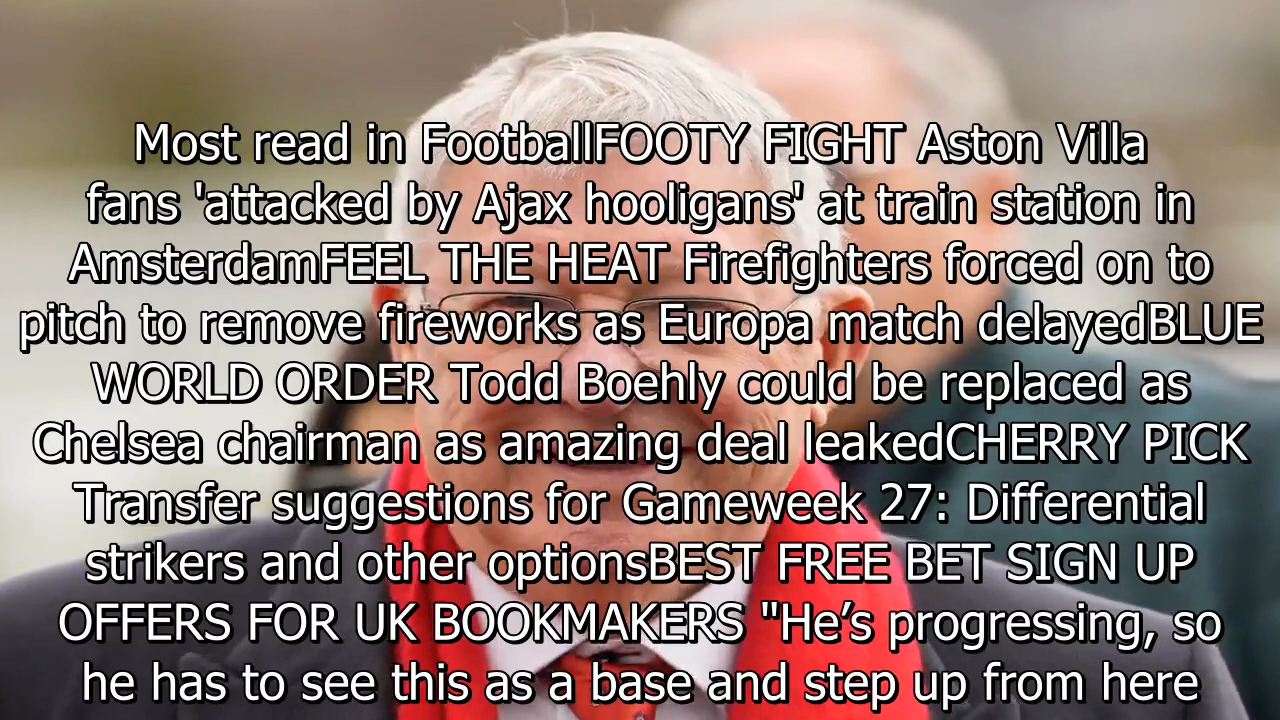 Most read in FootballFOOTY FIGHT Aston Villa
fans 'attacked by Ajax hooligans' at train station in
AmsterdamFEEL THE HEAT Firefighters forced on to
pitch to remove fireworks as Europa match delayedBLUE
WORLD ORDER Todd Boehly could be replaced as
Chelsea chairman as amazing deal leakedCHERRY PICK
Transfer suggestions for Gameweek 27: Differential
strikers and other optionsBEST FREE BET SIGN UP
OFFERS FOR UK BOOKMAKERS "He’s progressing, so
he has to see this as a base and step up from here